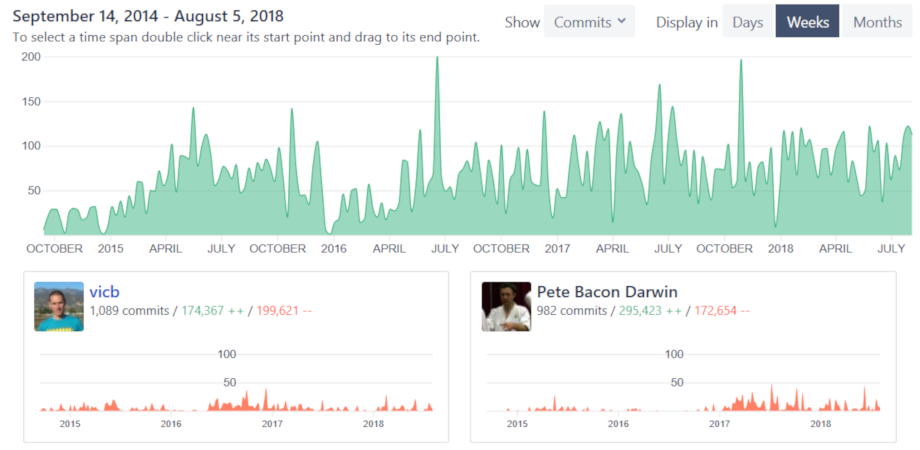 September 14, 2014 - August 5, 2018
Show Commits Display in Days Weeks Months
To select a time span double click near its start point and drag to its end point.
200
150
100
50
OCTOBER 2015 APRIL JULY OCTOBER 2016 APRIL JULY OCTOBER 2017 APRIL JULY OCTOBER 2018 APRIL JULY
vicb
1,089 commits / 174,367 ++ / 199,621 --
100
50
2015 2016 2017 2018
Pete Bacon Darwin
982 commits / 295,423 ++ / 172,654 --
100
50
2015 2016 2017 2018